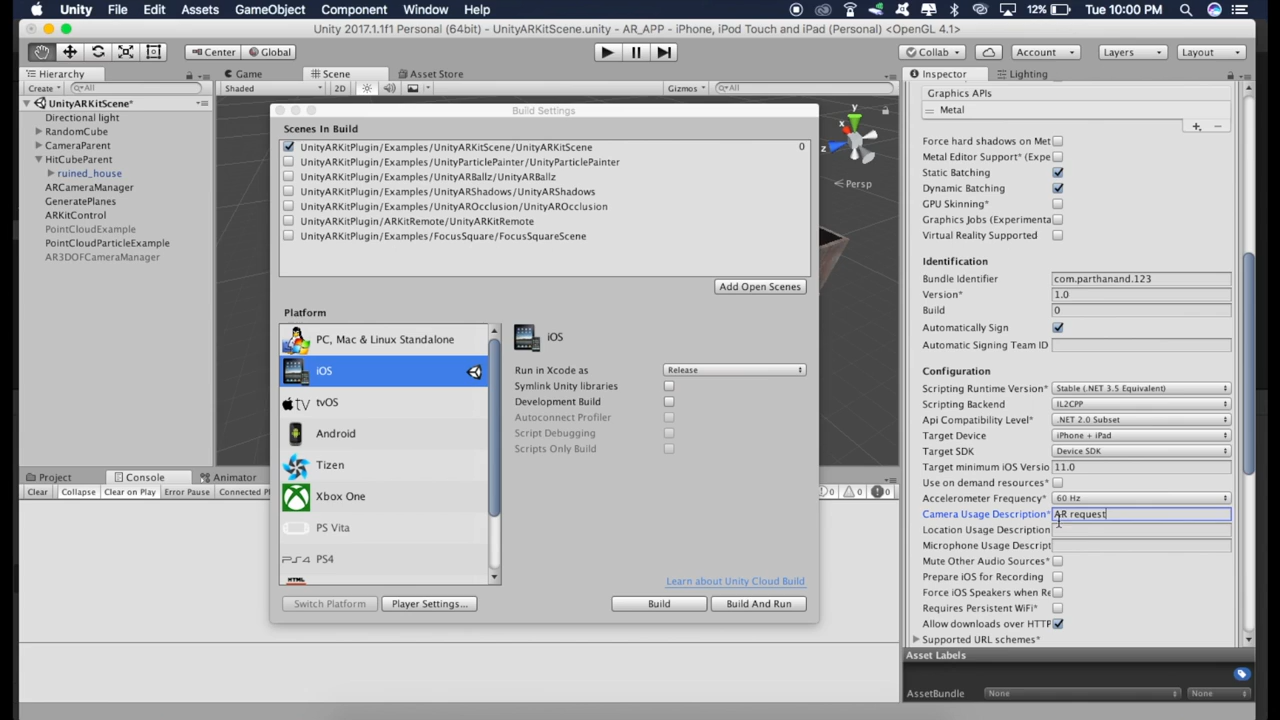 Unity File Edit Assets GameObject Component Window Help 12% Tue 10:00 PM
Unity 2017.1.1f1 Personal (64bit) - UnityARKitScene.unity - AR_APP - iPhone, iPod Touch and iPad (Personal) <OpenGL 4.1>
Center Global Collab Account Layers Layout
Hierarchy
Create All
UnityARKitScene*
Directional light
RandomCube
CameraParent
HitCubeParent
ruined_house
ARCameraManager
GeneratePlanes
ARKitControl
PointCloudExample
PointCloudParticleExample
AR3DOFCameraManager
Game Scene Asset Store
Shaded 2D Gizmos All
y
x
z
Persp
Build Settings
Scenes In Build
UnityARKitPlugin/Examples/UnityARKitScene/UnityARKitScene 0
UnityARKitPlugin/Examples/UnityParticlePainter/UnityParticlePainter
UnityARKitPlugin/Examples/UnityARBallz/UnityARBallz
UnityARKitPlugin/Examples/UnityARShadows/UnityARShadows
UnityARKitPlugin/Examples/UnityAROcclusion/UnityAROcclusion
UnityARKitPlugin/ARKitRemote/UnityARKitRemote
UnityARKitPlugin/Examples/FocusSquare/FocusSquareScene
Add Open Scenes
Platform
PC, Mac & Linux Standalone
iOS
tvOS
Android
Tizen
Xbox One
PS Vita
PS4
HTML
iOS
Run in Xcode as Release
Symlink Unity libraries
Development Build
Autoconnect Profiler
Script Debugging
Scripts Only Build
Learn about Unity Cloud Build
Switch Platform Player Settings... Build Build And Run
Project Console Animator
Clear Collapse Clear on Play Error Pause Connected P 0 0 0
Inspector Lighting
Graphics APIs
Metal
Force hard shadows on Met
Metal Editor Support* (Expe
Static Batching
Dynamic Batching
GPU Skinning*
Graphics Jobs (Experimenta
Virtual Reality Supported
Identification
Bundle Identifier com.parthanand.123
Version* 1.0
Build 0
Automatically Sign
Automatic Signing Team ID
Configuration
Scripting Runtime Version* Stable (.NET 3.5 Equivalent)
Scripting Backend IL2CPP
Api Compatibility Level* .NET 2.0 Subset
Target Device iPhone + iPad
Target SDK Device SDK
Target minimum iOS Versio 11.0
Use on demand resources*
Accelerometer Frequency* 60 Hz
Camera Usage Description* AR request
Location Usage Description
Microphone Usage Descript
Mute Other Audio Sources*
Prepare iOS for Recording
Force iOS Speakers when Re
Requires Persistent WiFi*
Allow downloads over HTTP
Supported URL schemes*
Asset Labels
AssetBundle None None